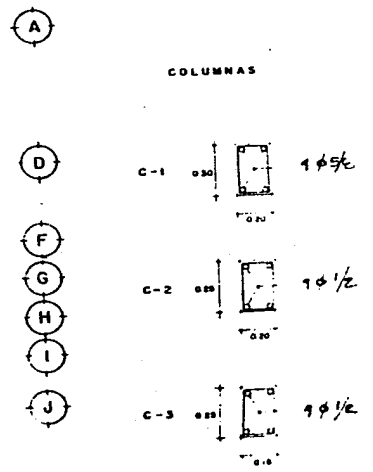 A
COLUMNAS
D
C-1 0.30 4 ϕ 5/8
0.20
F
G
C-2 0.25 4 ϕ 1/2
H
0.20
I
J
C-3 0.25 4 ϕ 1/2